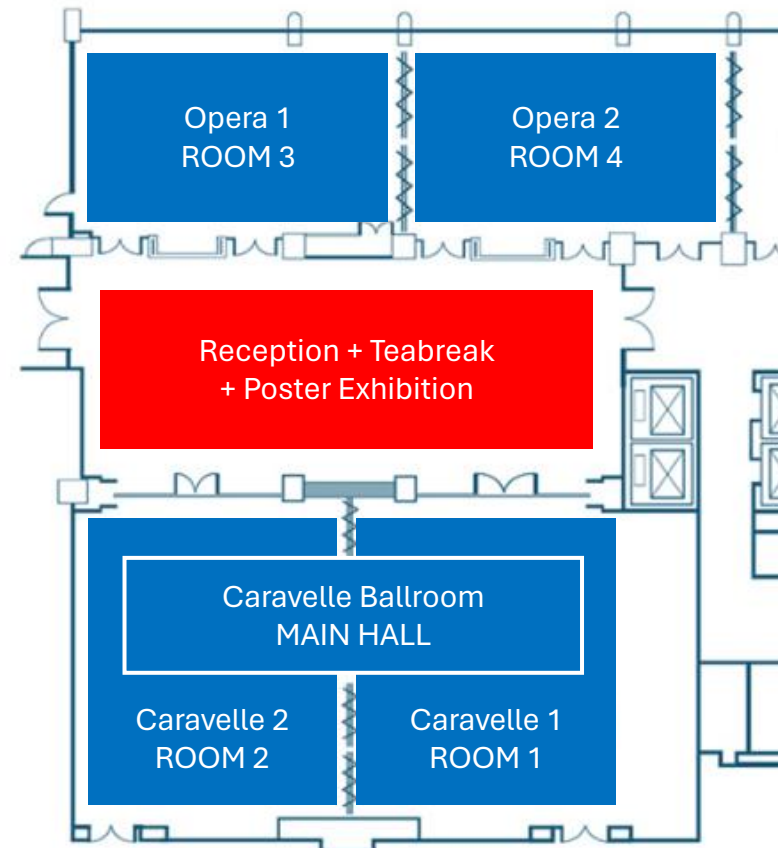 Opera 1
ROOM 3
Opera 2
ROOM 4
Reception + Teabreak
+ Poster Exhibition
Caravelle Ballroom
MAIN HALL
Caravelle 2
ROOM 2
Caravelle 1
ROOM 1